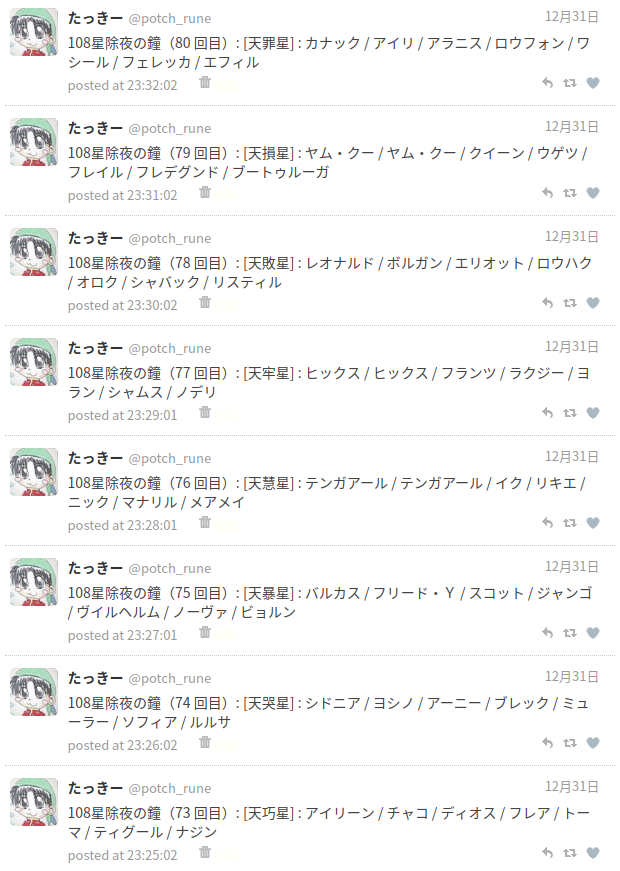 たっきー @potch_rune 12月31日
108星除夜の鐘（80 回目）: [天罪星] : カナック / アイリ / アラニス / ロウフォン / ワ
シール / フェレッカ / エフィル
posted at 23:32:02
たっきー @potch_rune 12月31日
108星除夜の鐘（79 回目）: [天損星] : ヤム・クー / ヤム・クー / クイーン / ウゲツ /
フレイル / フレデグンド / ブートゥルーガ
posted at 23:31:02
たっきー @potch_rune 12月31日
108星除夜の鐘（78 回目）: [天敗星] : レオナルド / ボルガン / エリオット / ロウハク
/ オロク / シャバック / リスティル
posted at 23:30:02
たっきー @potch_rune 12月31日
108星除夜の鐘（77 回目）: [天牢星] : ヒックス / ヒックス / フランツ / ラクジー / ヨ
ラン / シャムス / ノデリ
posted at 23:29:01
たっきー @potch_rune 12月31日
108星除夜の鐘（76 回目）: [天慧星] : テンガアール / テンガアール / イク / リキエ /
ニック / マナリル / メアメイ
posted at 23:28:01
たっきー @potch_rune 12月31日
108星除夜の鐘（75 回目）: [天暴星] : バルカス / フリード・Ｙ / スコット / ジャンゴ
/ ヴイルヘルム / ノーヴァ / ビョルン
posted at 23:27:01
たっきー @potch_rune 12月31日
108星除夜の鐘（74 回目）: [天哭星] : シドニア / ヨシノ / アーニー / ブレック / ミュ
ーラー / ソフィア / ルルサ
posted at 23:26:02
たっきー @potch_rune 12月31日
108星除夜の鐘（73 回目）: [天巧星] : アイリーン / チャコ / ディオス / フレア / トー
マ / ティグール / ナジン
posted at 23:25:02